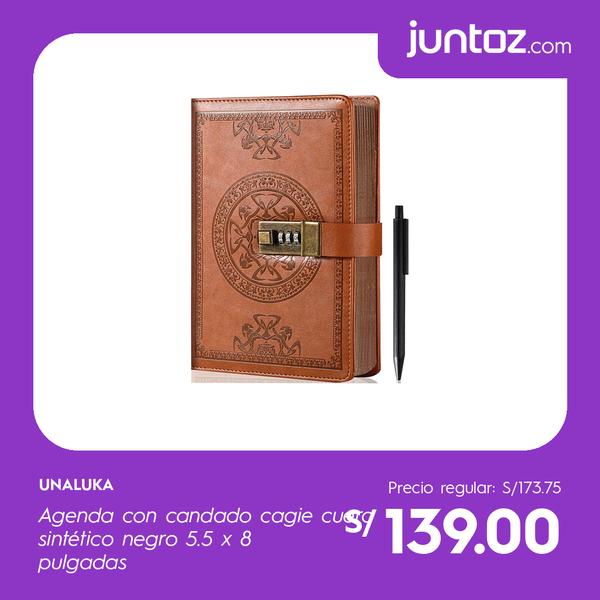 juntoz.com
UNALUKA
Agenda con candado cagie cuero
sintético negro 5.5 x 8
pulgadas
Precio regular: S/173.75
S/ 139.00